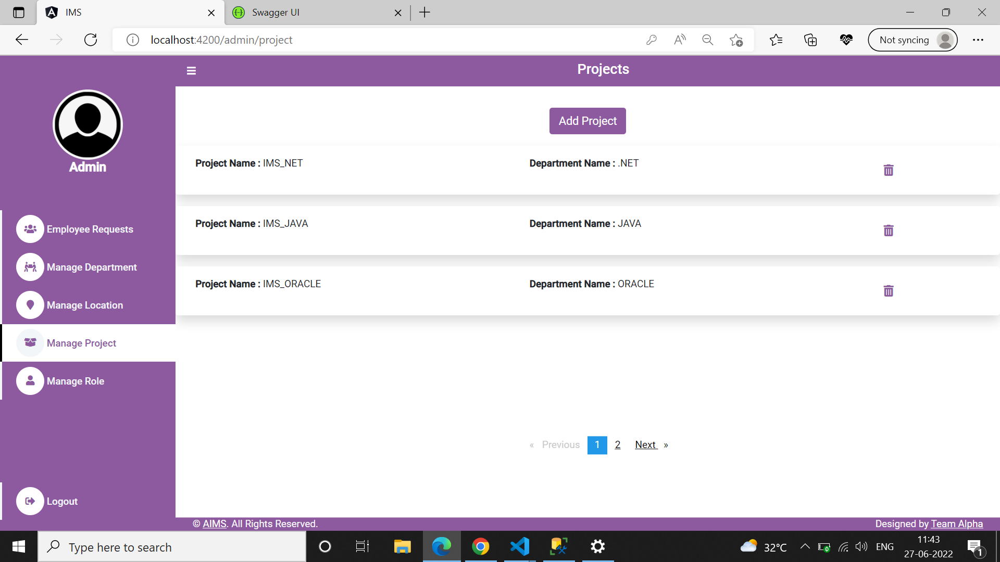 IMS
Swagger UI
localhost:4200/admin/project
Not syncing
Projects
Admin
Add Project
Project Name : IMS_NET
Department Name : .NET
Project Name : IMS_JAVA
Department Name : JAVA
Project Name : IMS_ORACLE
Department Name : ORACLE
Employee Requests
Manage Department
Manage Location
Manage Project
Manage Role
« Previous 1 2 Next »
Logout
© AIMS. All Rights Reserved.
Designed by Team Alpha
Type here to search
32°C
ENG
11:43
27-06-2022
1